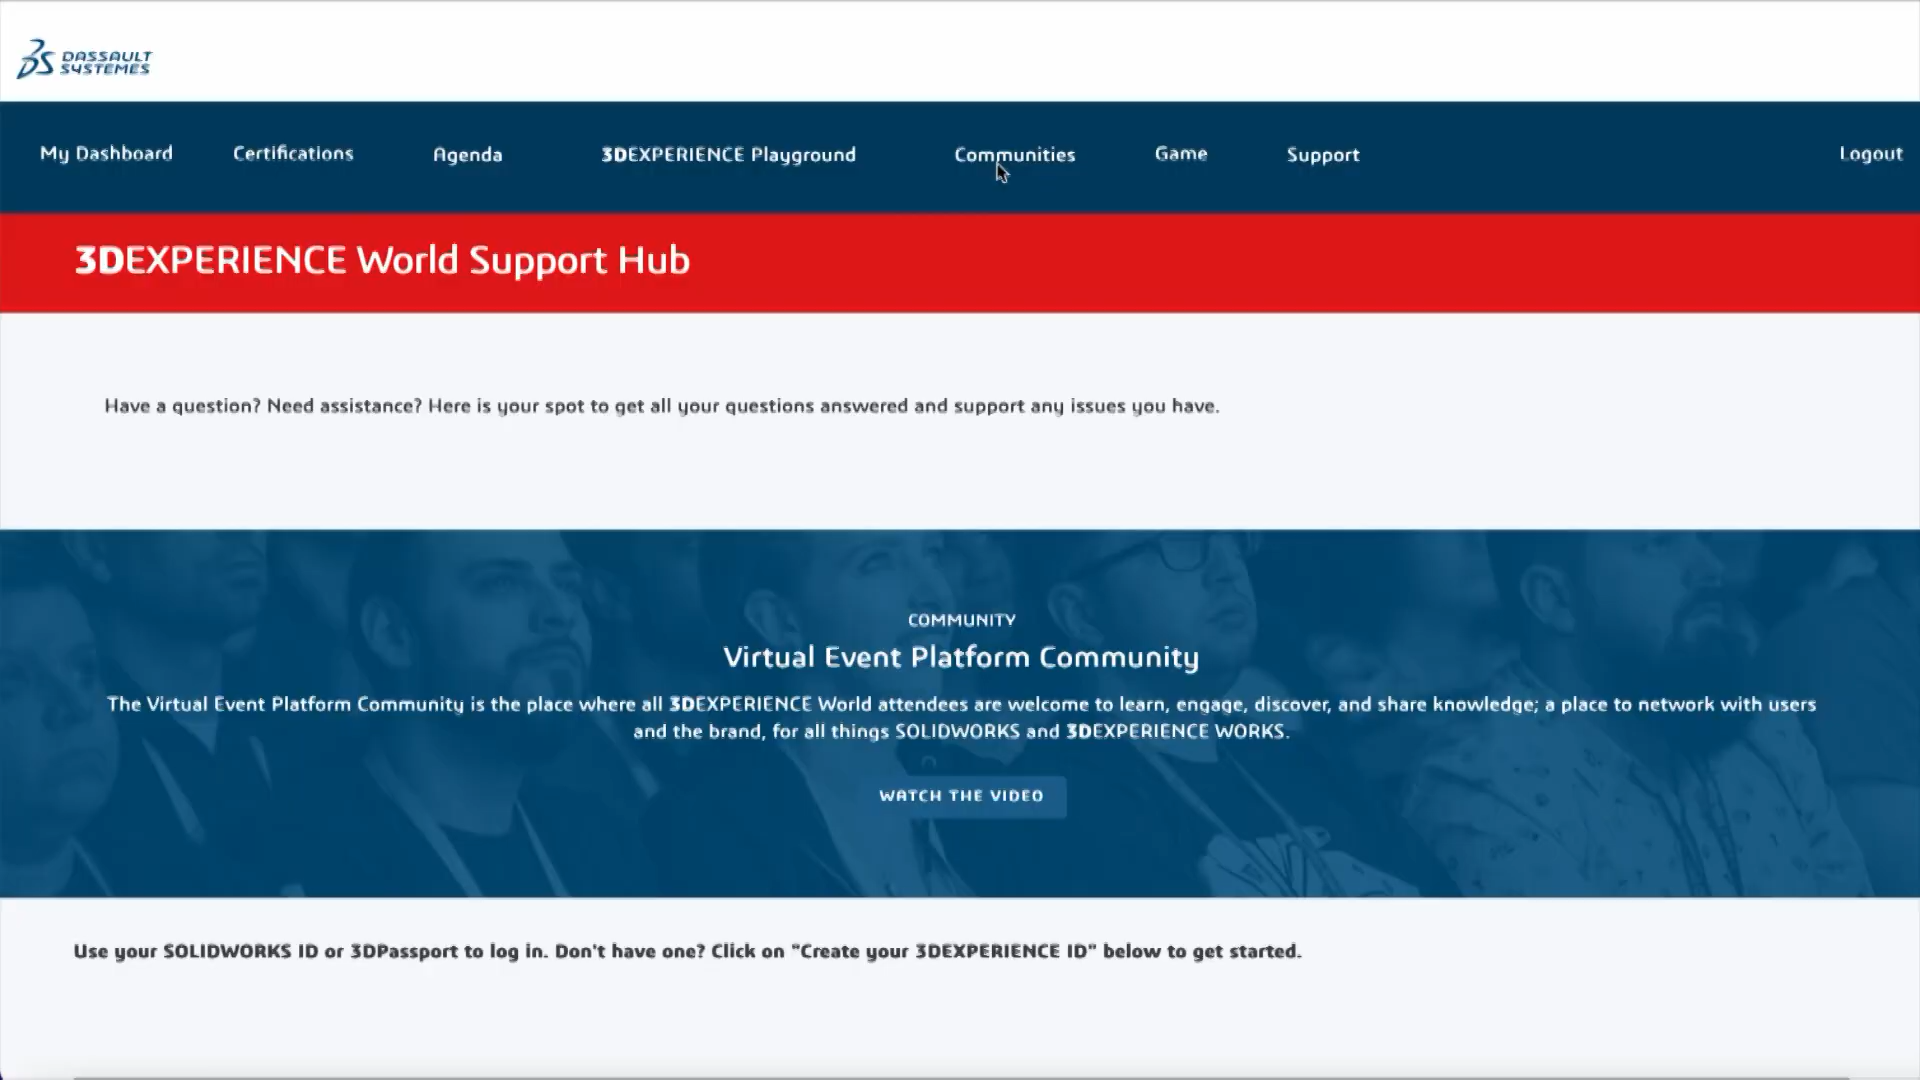 DASSAULT
SYSTEMES
My Dashboard Certifications Agenda 3DEXPERIENCE Playground Communities Game Support Logout
3DEXPERIENCE World Support Hub
Have a question? Need assistance? Here is your spot to get all your questions answered and support any issues you have.
COMMUNITY
Virtual Event Platform Community
The Virtual Event Platform Community is the place where all 3DEXPERIENCE World attendees are welcome to learn, engage, discover, and share knowledge; a place to network with users
and the brand, for all things SOLIDWORKS and 3DEXPERIENCE WORKS.
WATCH THE VIDEO
Use your SOLIDWORKS ID or 3DPassport to log in. Don't have one? Click on "Create your 3DEXPERIENCE ID" below to get started.